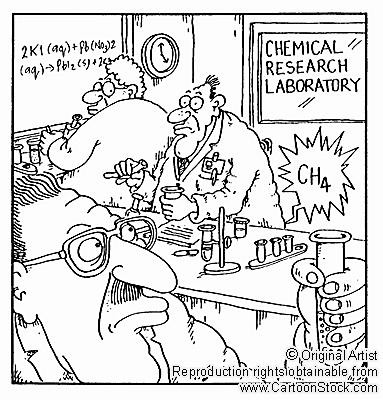 2KI (aq) + Pb(NO3)2
(aq) → PbI2 (s) + 2
CHEMICAL
RESEARCH
LABORATORY
CH4
© Original Artist
Reproduction rights obtainable from
www.CartoonStock.com